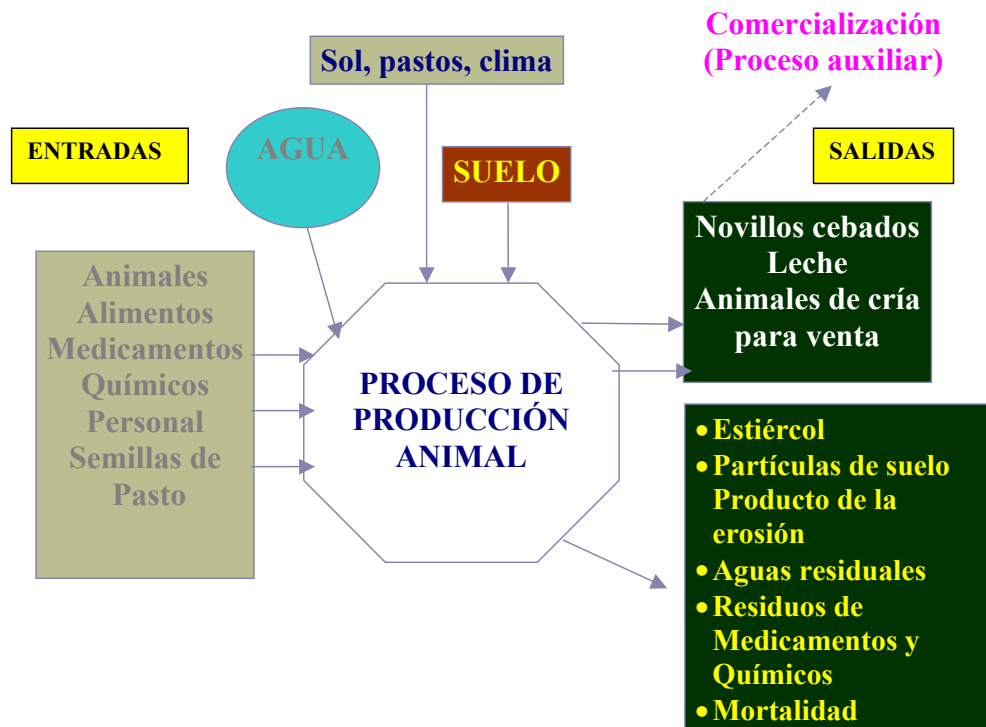 Comercialización
(Proceso auxiliar)
Sol, pastos, clima
ENTRADAS
AGUA
SUELO
SALIDAS
Animales
Alimentos
Medicamentos
Químicos
Personal
Semillas de
Pasto
PROCESO DE
PRODUCCIÓN
ANIMAL
Novillos cebados
Leche
Animales de cría
para venta
• Estiércol
• Partículas de suelo
Producto de la
erosión
• Aguas residuales
• Residuos de
Medicamentos y
Químicos
• Mortalidad